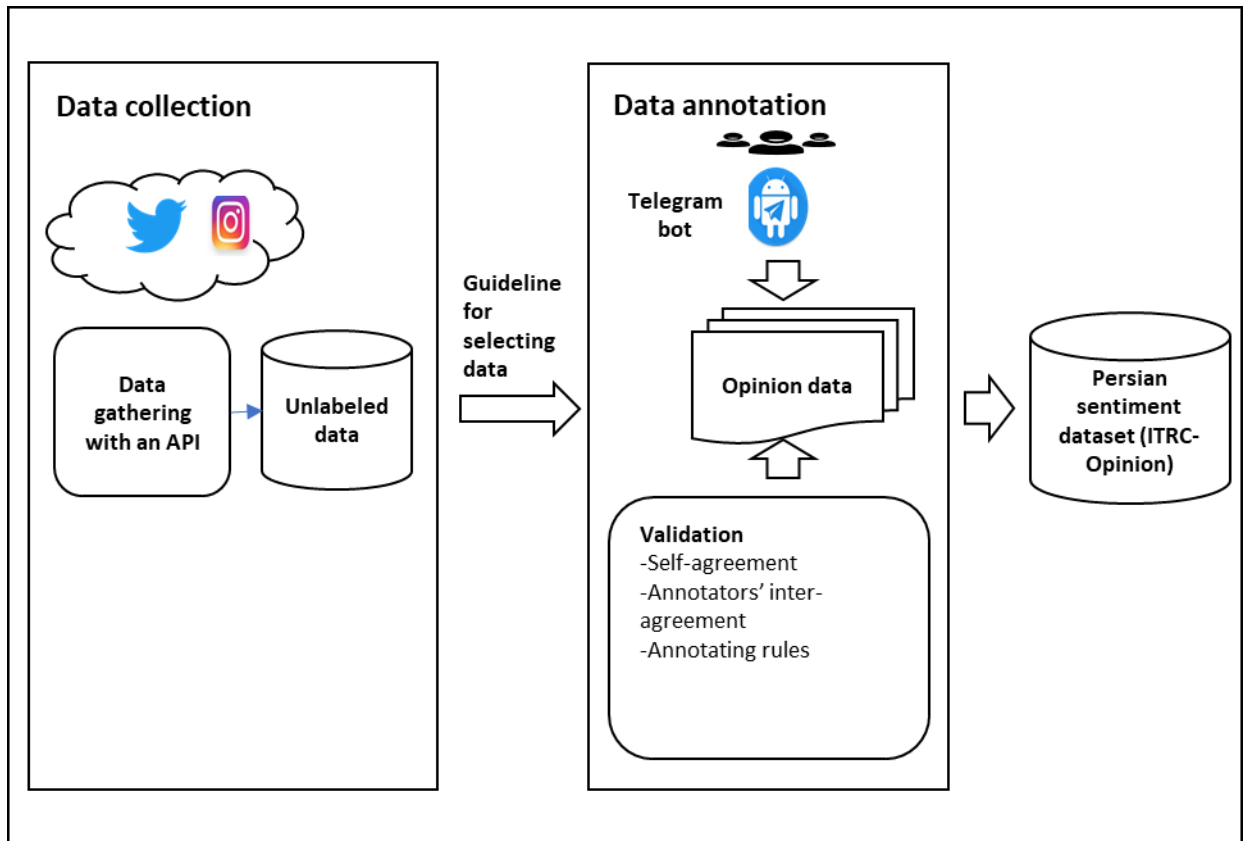 Data collection
Data
gathering
with an API
Unlabeled
data
Guideline
for
selecting
data
Data annotation
Telegram
bot
Opinion data
Validation
-Self-agreement
-Annotators’ inter-
agreement
-Annotating rules
Persian
sentiment
dataset (ITRC-
Opinion)